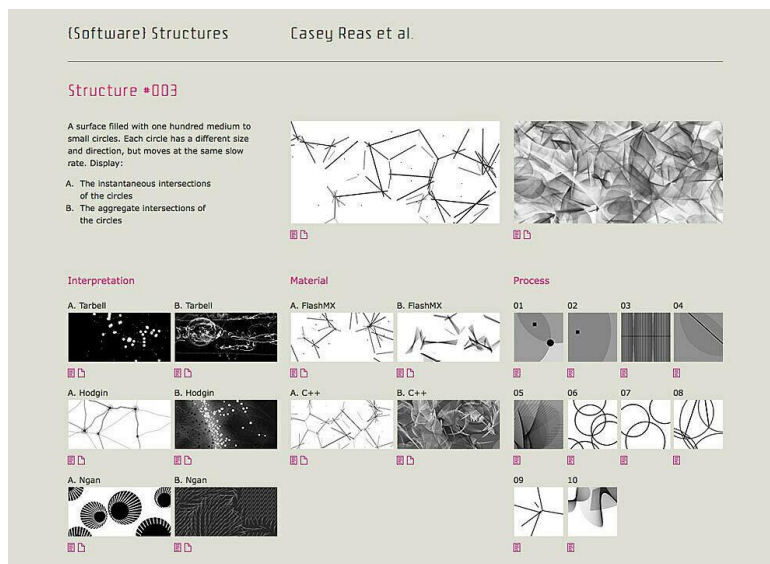 {Software} Structures
Casey Reas et al.
Structure #003
A surface filled with one hundred medium to
small circles. Each circle has a different size
and direction, but moves at the same slow
rate. Display:
A. The instantaneous intersections
of the circles
B. The aggregate intersections of
the circles
Interpretation
A. Tarbell
B. Tarbell
A. Hodgin
B. Hodgin
A. Ngan
B. Ngan
Material
A. FlashMX
B. FlashMX
A. C++
B. C++
Process
01
02
03
04
05
06
07
08
09
10